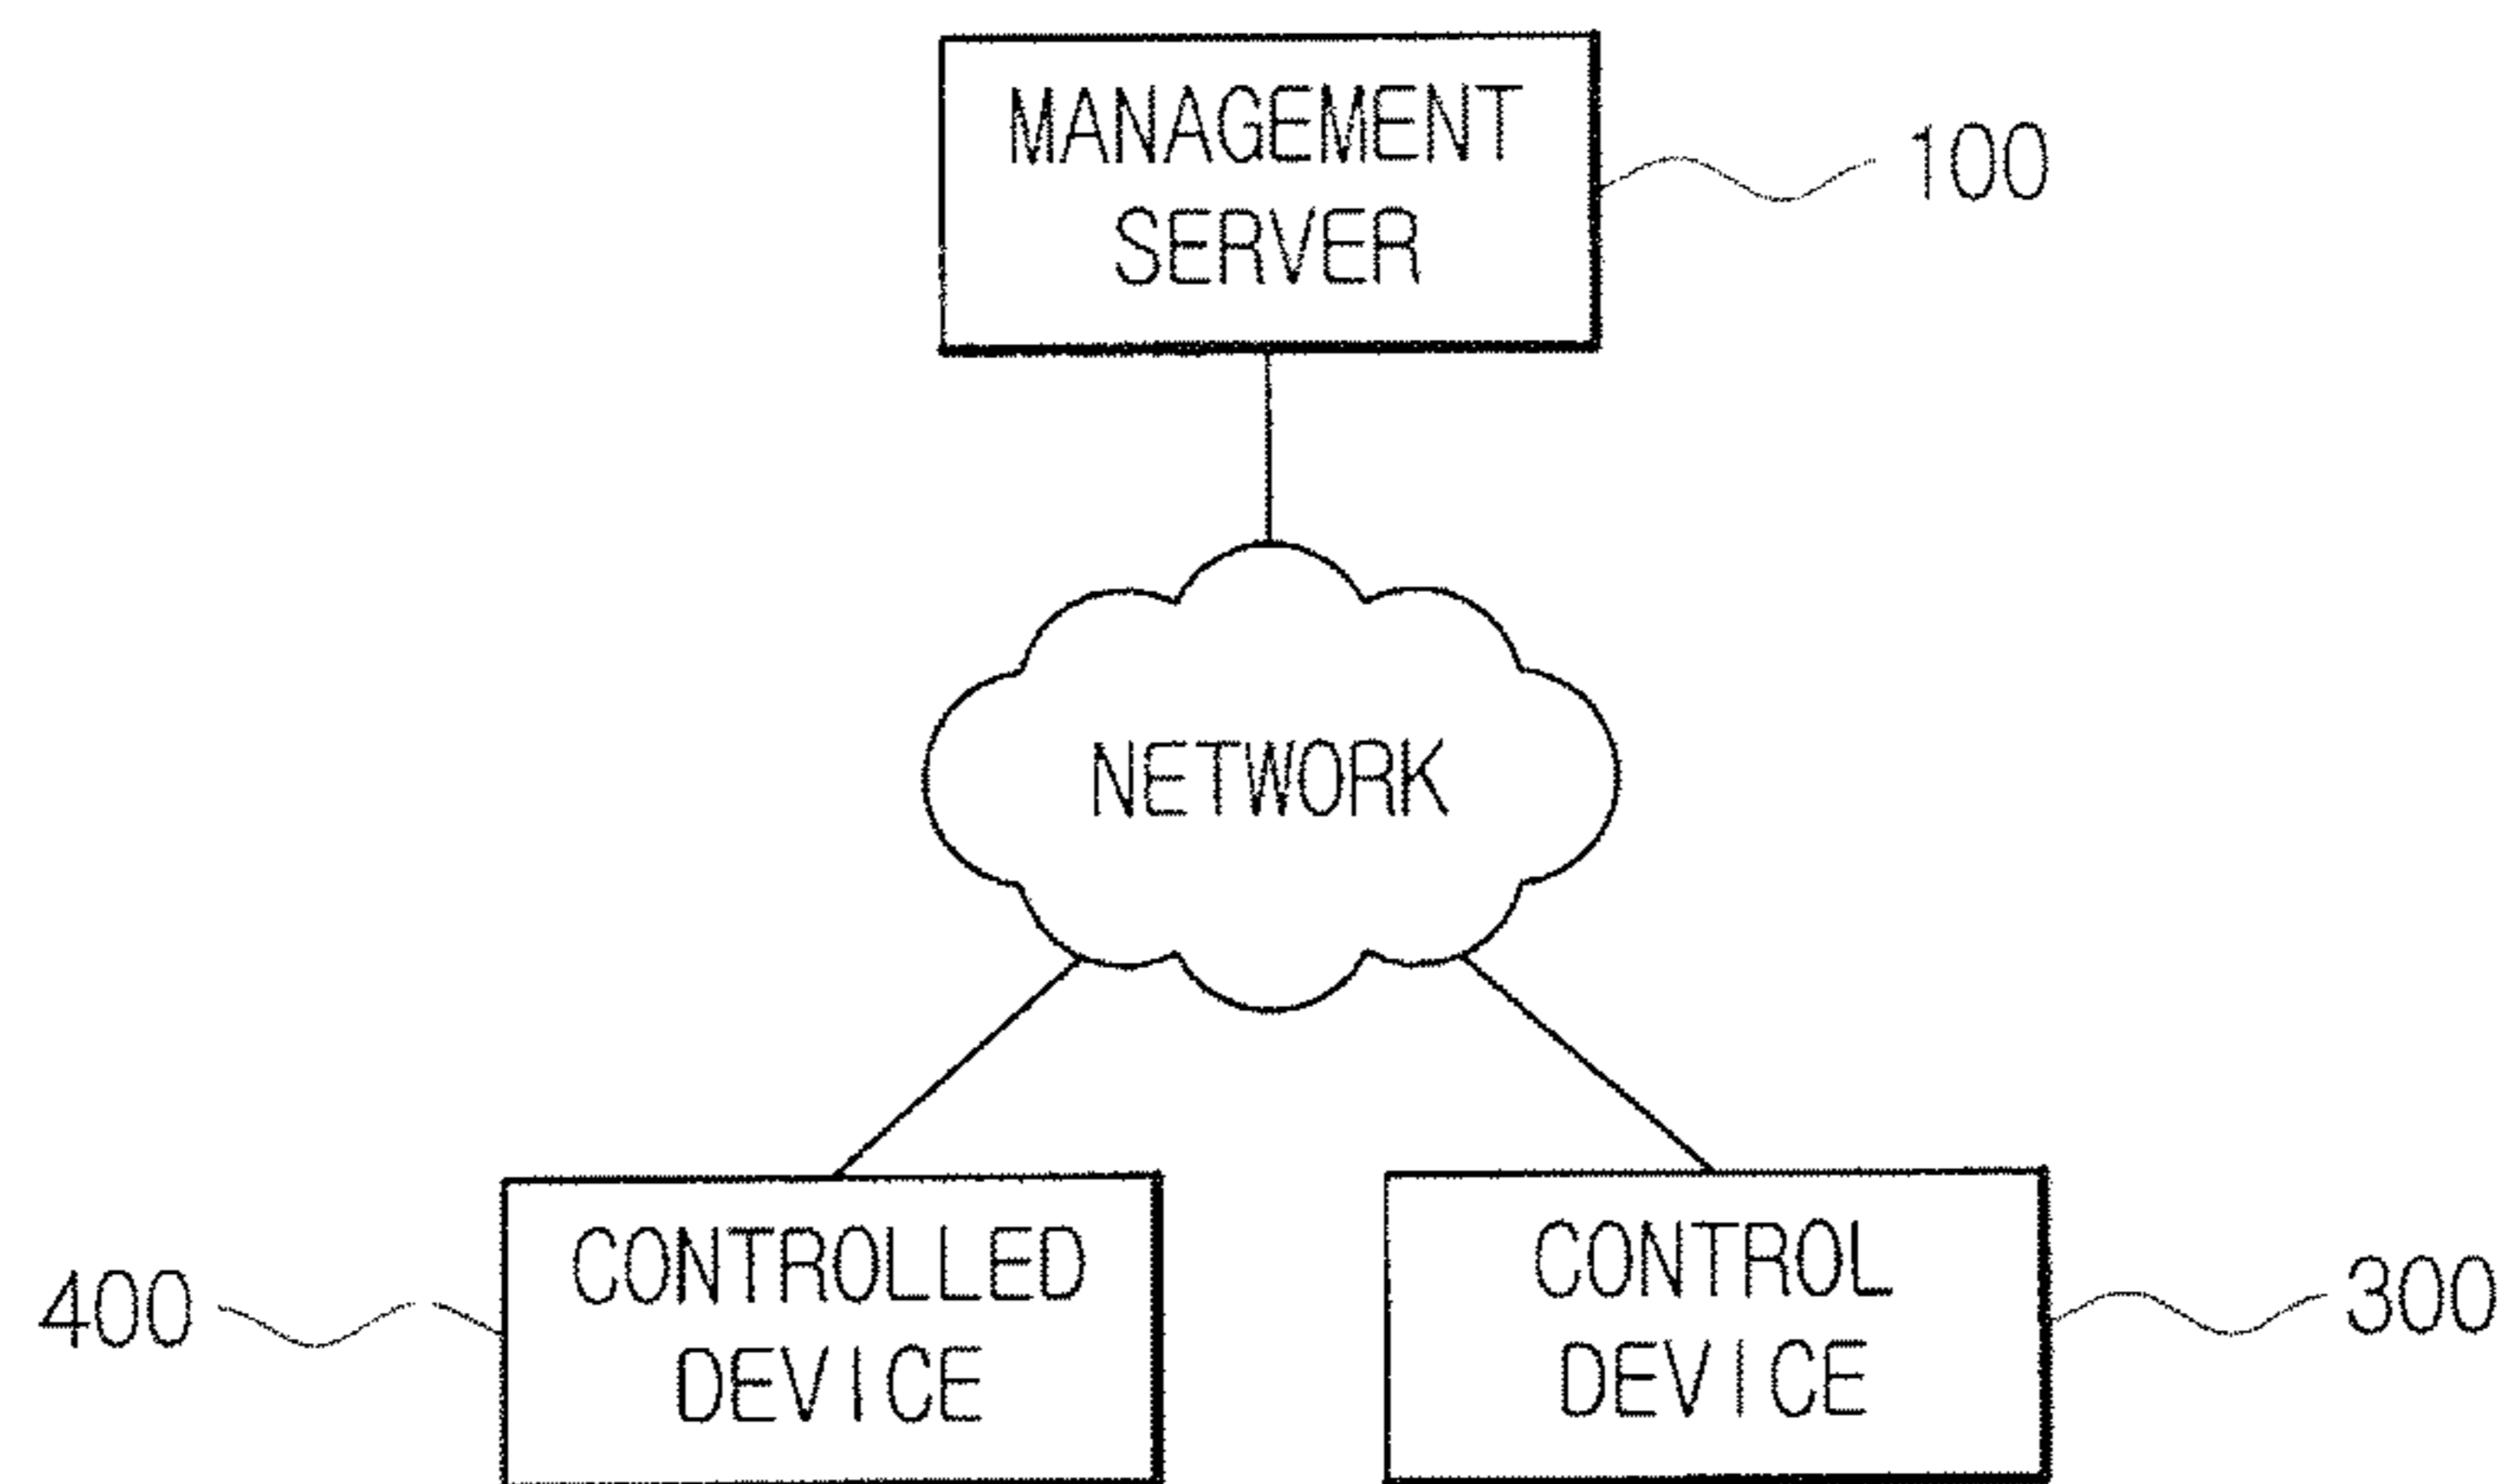 MANAGEMENT
SERVER
100
NETWORK
400
CONTROLLED
DEVICE
CONTROL
DEVICE
300